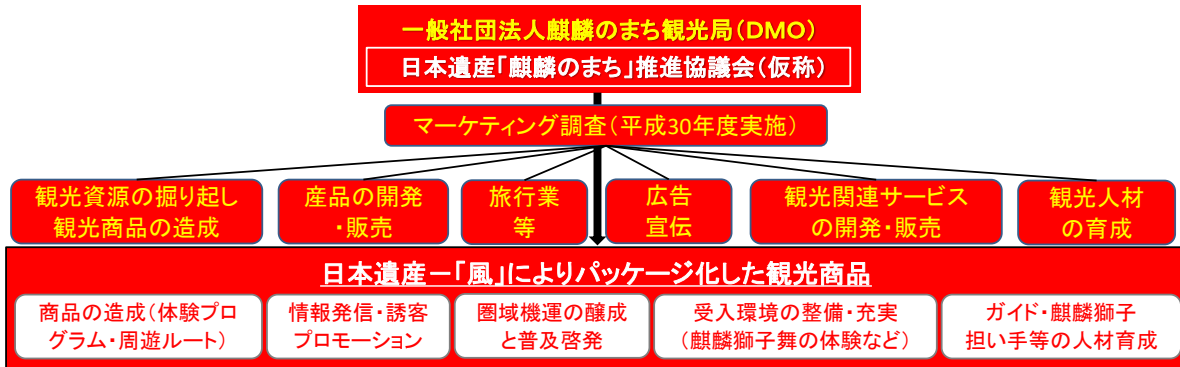 一般社団法人麒麟のまち観光局(DMO)
日本遺産「麒麟のまち」推進協議会(仮称)
マーケティング調査(平成30年度実施)
観光資源の掘り起し
観光商品の造成
産品の開発
・販売
旅行業
等
広告
宣伝
観光関連サービス
の開発・販売
観光人材
の育成
日本遺産－「風」によりパッケージ化した観光商品
商品の造成(体験プロ
グラム・周遊ルート)
情報発信・誘客
プロモーション
圏域機運の醸成
と普及啓発
受入環境の整備・充実
(麒麟獅子舞の体験など)
ガイド・麒麟獅子
担い手等の人材育成